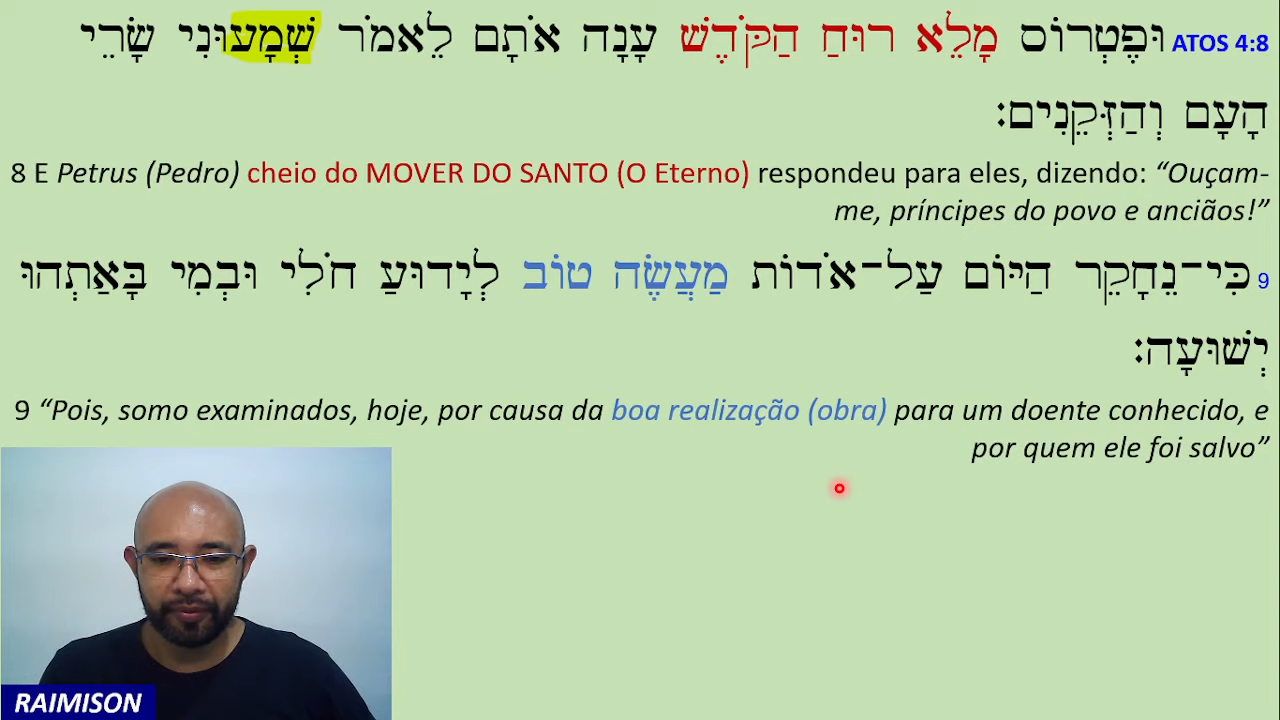 ATOS 4:8 וּפֶטְרוֹס מָלֵא רוּחַ הַקֹּדֶשׁ עָנָה אֹתָם לֵאמֹר שְׁמָעוּנִי שָׂרֵי
הָעָם וְהַזְּקֵנִים׃
8 E Petrus (Pedro) cheio do MOVER DO SANTO (O Eterno) respondeu para eles, dizendo: “Ouçam-
me, príncipes do povo e anciãos!”
9 כִּי־נֵחָקֵר הַיּוֹם עַל־אֹדוֹת מַעֲשֶׂה טוֹב לְיָדוּעַ חֹלִי וּבְמִי בָּאַתְהוּ
יְשׁוּעָה׃
9 “Pois, somo examinados, hoje, por causa da boa realização (obra) para um doente conhecido, e
por quem ele foi salvo”
RAIMISON